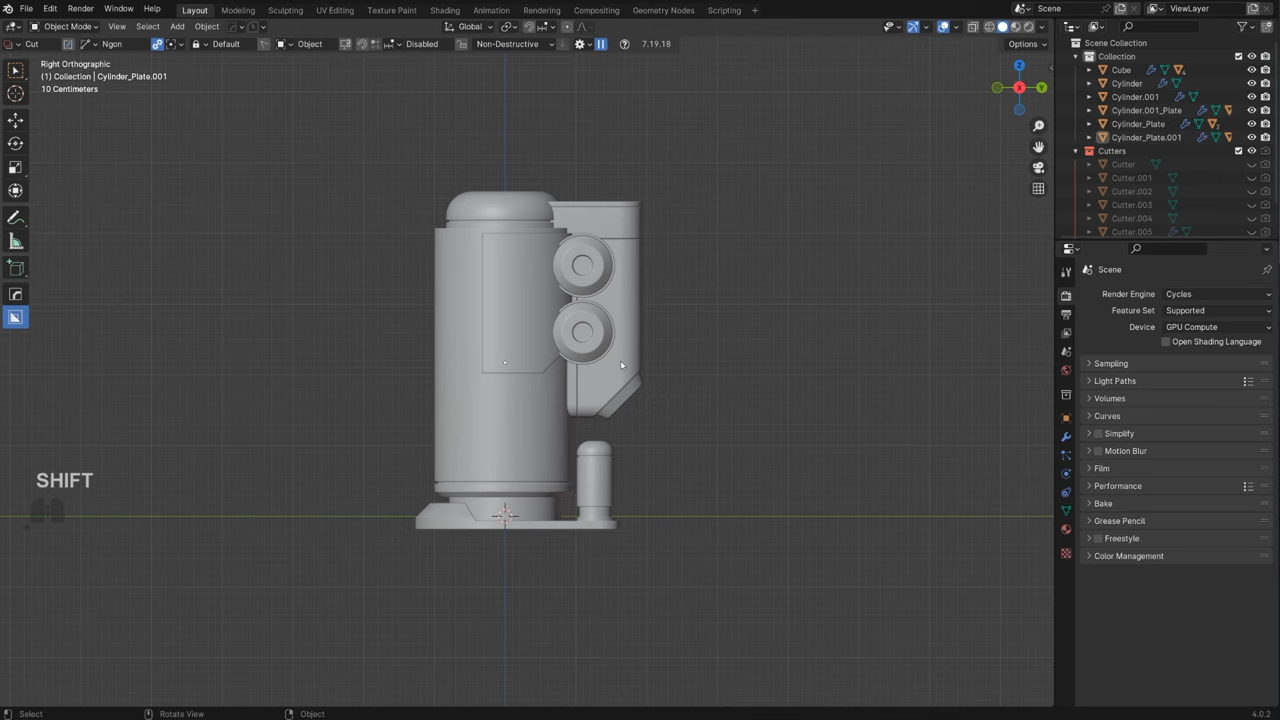 File Edit Render Window Help Layout Modeling Sculpting UV Editing Texture Paint Shading Animation Rendering Compositing Geometry Nodes Scripting Scene ViewLayer
Object Mode View Select Add Object Global
Cut Ngon Default Object Disabled Non-Destructive 7.19.18 Options
Right Orthographic
(1) Collection | Cylinder_Plate.001
10 Centimeters
Z
X
Y
SHIFT
Scene Collection
Collection
Cube
4
Cylinder
Cylinder.001
Cylinder.001_Plate
Cylinder_Plate
Cylinder_Plate.001
Cutters
Cutter
Cutter.001
Cutter.002
Cutter.003
Cutter.004
Cutter.005
Scene
Render Engine Cycles
Feature Set Supported
Device GPU Compute
Open Shading Language
Sampling
Light Paths
Volumes
Curves
Simplify
Motion Blur
Film
Performance
Bake
Grease Pencil
Freestyle
Color Management
Select Rotate View Object 4.0.2